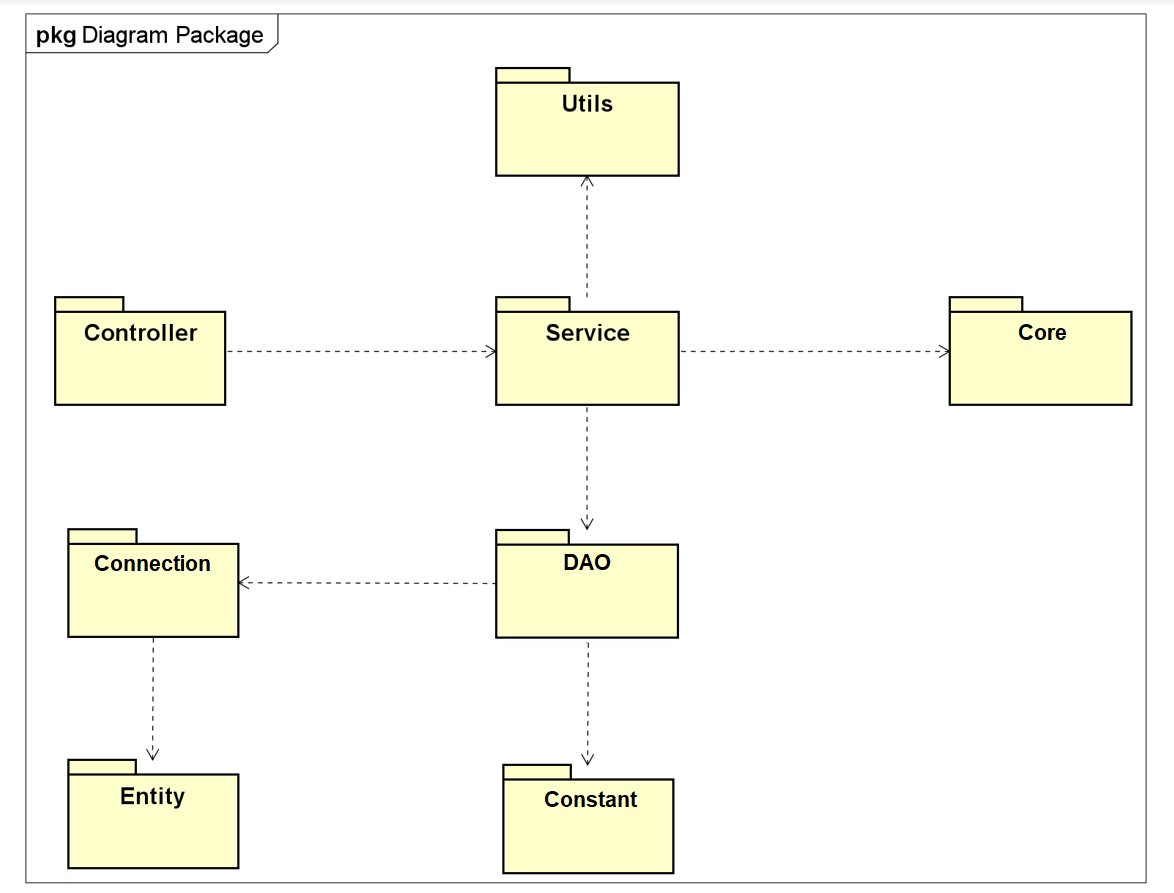 pkg Diagram Package
Utils
Controller
Service
Core
Connection
DAO
Entity
Constant